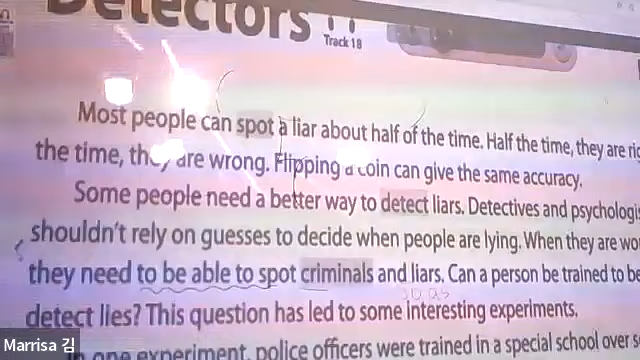 Detectors
Track 18
Most people can spot a liar about half of the time. Half the time, they are
the time, they are wrong. Flipping a coin can give the same accuracy.
Some people need a better way to detect liars. Detectives and
shouldn't rely on guesses to decide when people are lying. When they are
they need to be able to spot criminals and liars. Can a person be trained to
detect lies? This question has led to some interesting experiments.
In one experiment, police officers were trained in a special school over
Marrisa 김